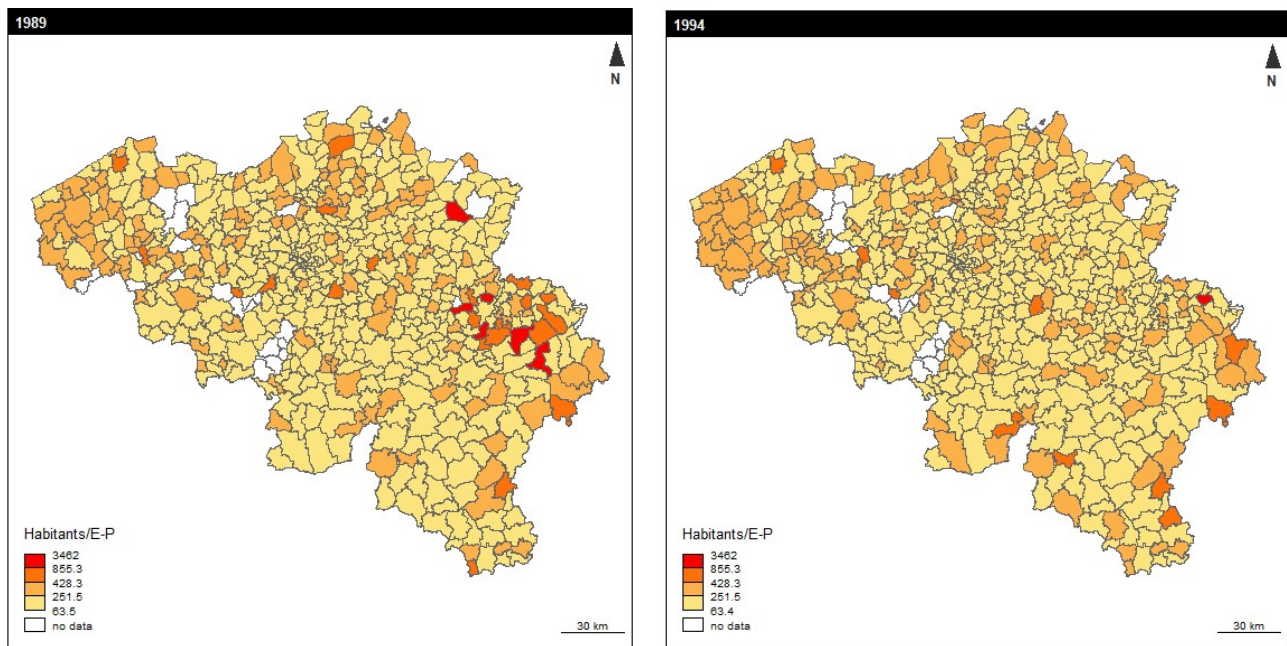 1989
N
Habitants/E-P
3462
855.3
428.3
251.5
63.5
no data
30 km
1994
N
Habitants/E-P
3462
855.3
428.3
251.5
63.4
no data
30 km